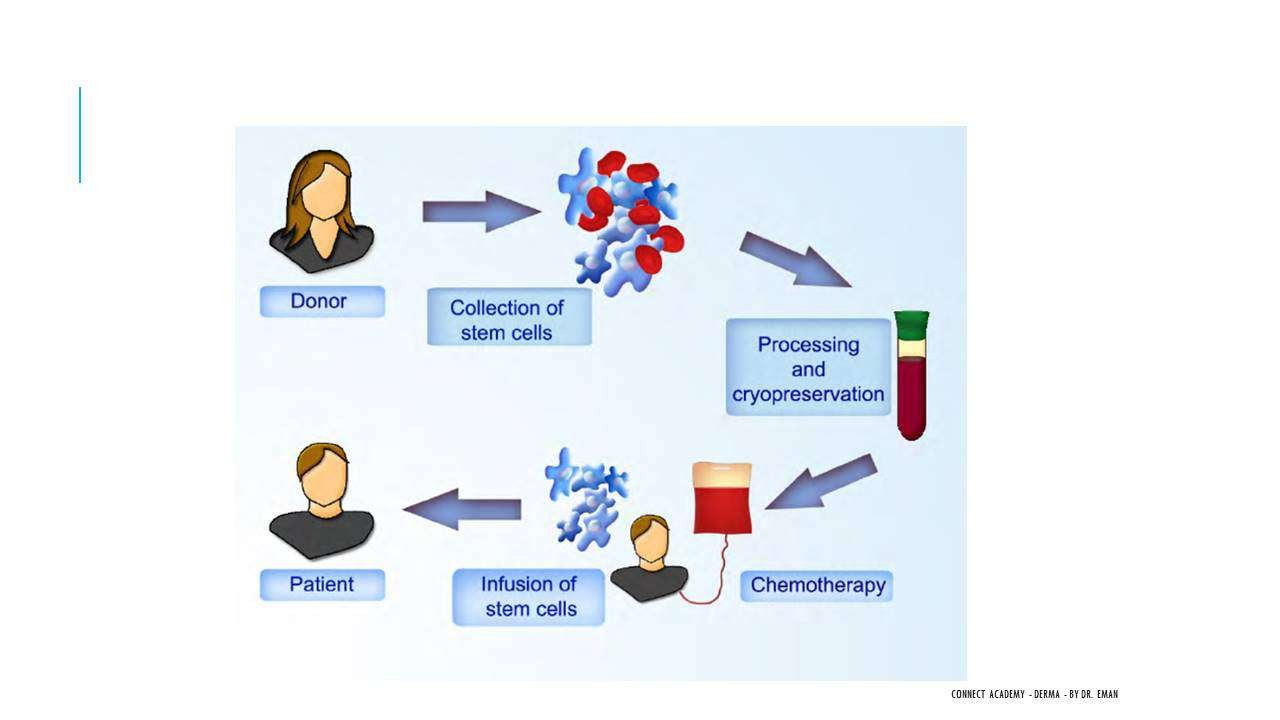 Donor
Collection of
stem cells
Processing
and
cryopreservation
Patient
Infusion of
stem cells
Chemotherapy
CONNECT ACADEMY - DERMA - BY DR. EMAN